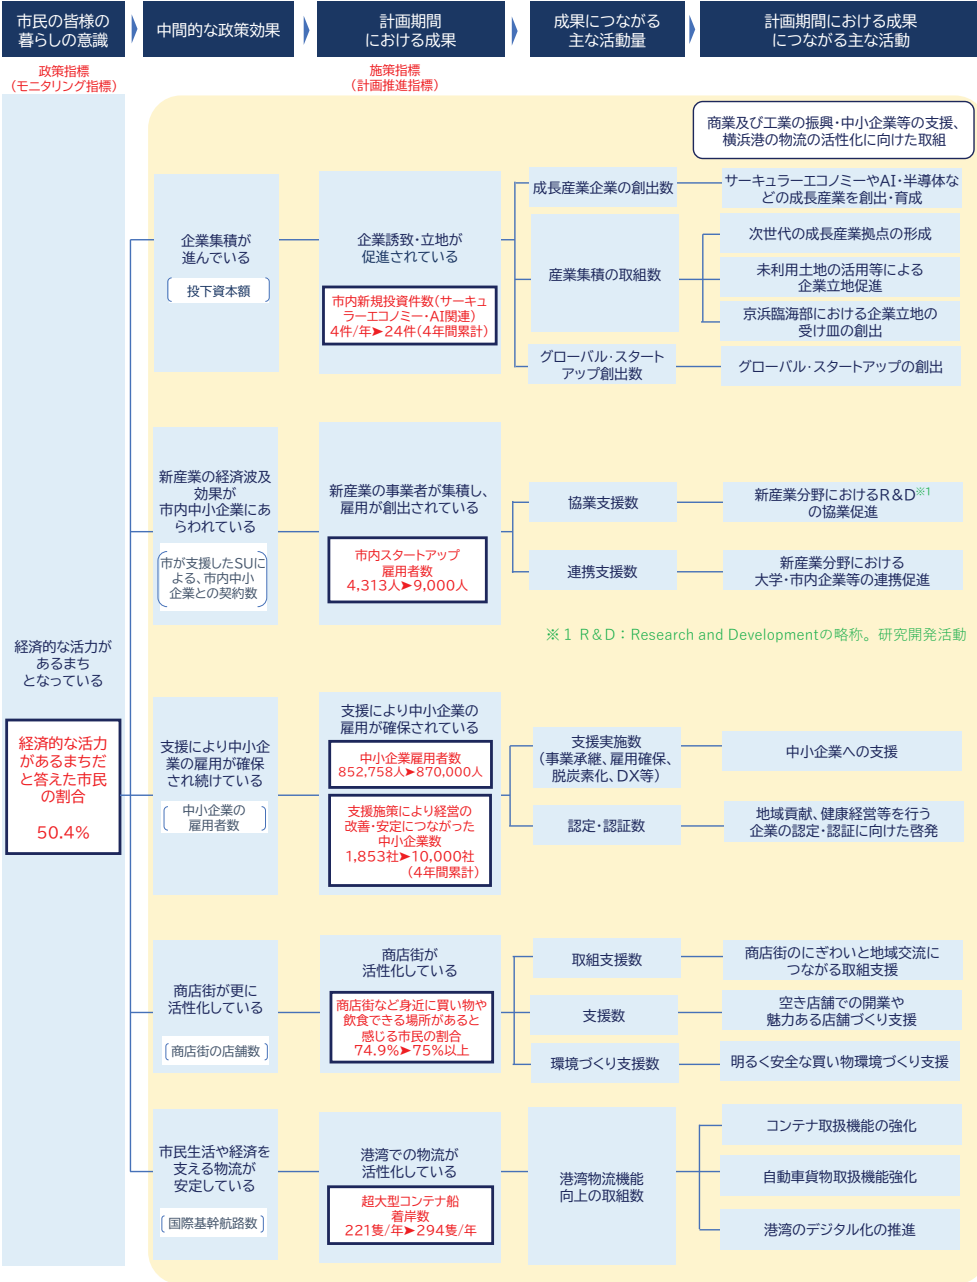 市民の皆様の
暮らしの意識
中間的な政策効果
計画期間
における成果
成果につながる
主な活動量
計画期間における成果
につながる主な活動
政策指標
(モニタリング指標)
施策指標
(計画推進指標)
商業及び工業の振興・中小企業等の支援、
横浜港の物流の活性化に向けた取組
経済的な活力が
あるまち
となっている
経済的な活力
があるまちだ
と答えた市民
の割合
50.4%
企業集積が
進んでいる
投下資本額
企業誘致・立地が
促進されている
市内新規投資件数(サーキュ
ラーエコノミー・AI関連)
4件/年➤24件(4年間累計)
成長産業企業の創出数
サーキュラーエコノミーやAI・半導体な
どの成長産業を創出・育成
産業集積の取組数
次世代の成長産業拠点の形成
未利用土地の活用等による
企業立地促進
京浜臨海部における企業立地の
受け皿の創出
グローバル・スタート
アップ創出数
グローバル・スタートアップの創出
新産業の経済波及
効果が
市内中小企業にあ
らわれている
市が支援したSUに
よる、市内中小
企業との契約数
新産業の事業者が集積し、
雇用が創出されている
市内スタートアップ
雇用者数
4,313人➤9,000人
協業支援数
新産業分野におけるR&D※1
の協業促進
連携支援数
新産業分野における
大学・市内企業等の連携促進
※1 R&D:Research and Developmentの略称。研究開発活動
支援により中小企
業の雇用が確保
され続けている
中小企業の
雇用者数
支援により中小企業の
雇用が確保されている
中小企業雇用者数
852,758人➤870,000人
支援施策により経営の
改善・安定につながった
中小企業数
1,853社➤10,000社
(4年間累計)
支援実施数
(事業承継、雇用確保、
脱炭素化、DX等)
中小企業への支援
認定・認証数
地域貢献、健康経営等を行う
企業の認定・認証に向けた啓発
商店街が更に
活性化している
商店街の店舗数
商店街が
活性化している
商店街など身近に買い物や
飲食できる場所があると
感じる市民の割合
74.9%➤75%以上
取組支援数
商店街のにぎわいと地域交流に
つながる取組支援
支援数
空き店舗での開業や
魅力ある店舗づくり支援
環境づくり支援数
明るく安全な買い物環境づくり支援
市民生活や経済を
支える物流が
安定している
国際基幹航路数
港湾での物流が
活性化している
超大型コンテナ船
着岸数
221隻/年➤294隻/年
港湾物流機能
向上の取組数
コンテナ取扱機能の強化
自動車貨物取扱機能強化
港湾のデジタル化の推進